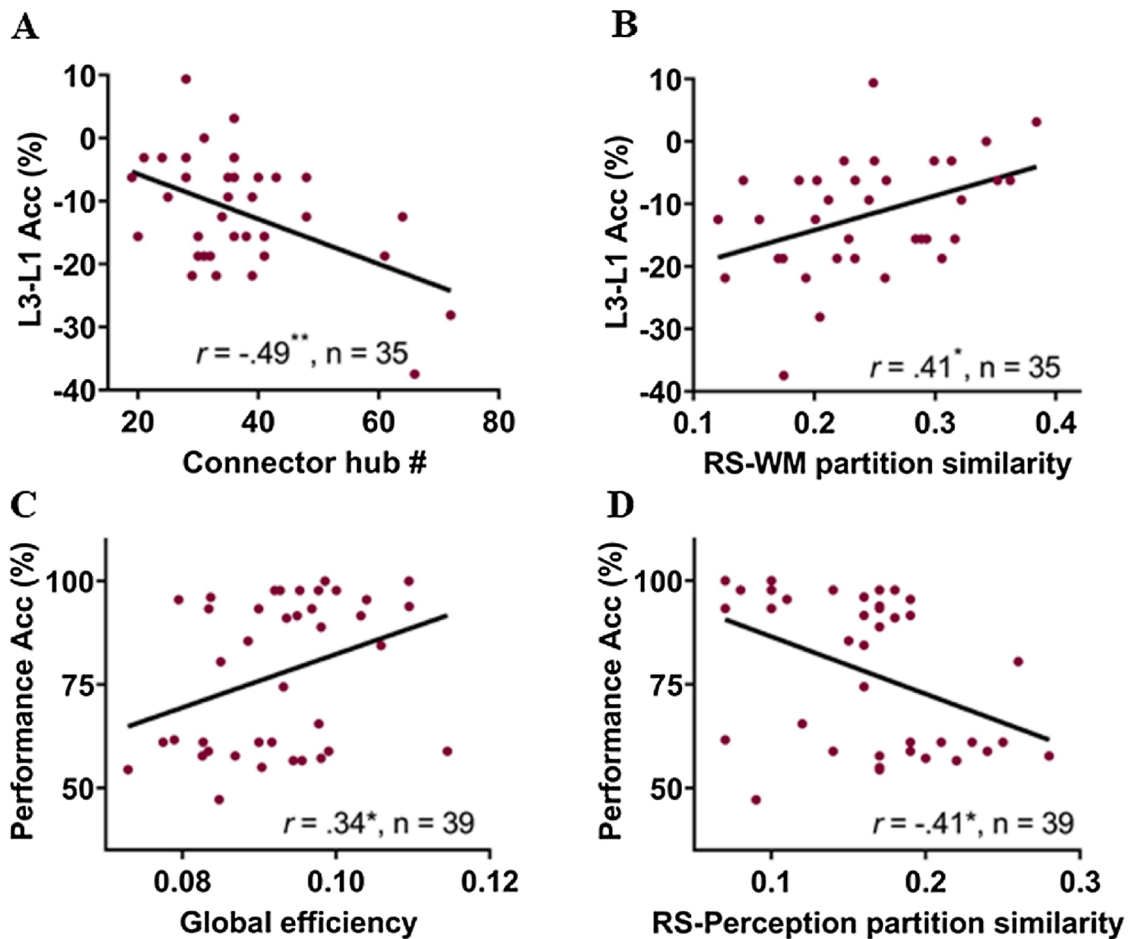 A
L3-L1 Acc (%)
10
0
-10
-20
-30
-40
r = -.49**, n = 35
20 40 60 80
Connector hub #
B
L3-L1 Acc (%)
10
0
-10
-20
-30
-40
r = .41*, n = 35
0.1 0.2 0.3 0.4
RS-WM partition similarity
C
Performance Acc (%)
100
75
50
r = .34*, n = 39
0.08 0.10 0.12
Global efficiency
D
Performance Acc (%)
100
75
50
r = -.41*, n = 39
0.1 0.2 0.3
RS-Perception partition similarity